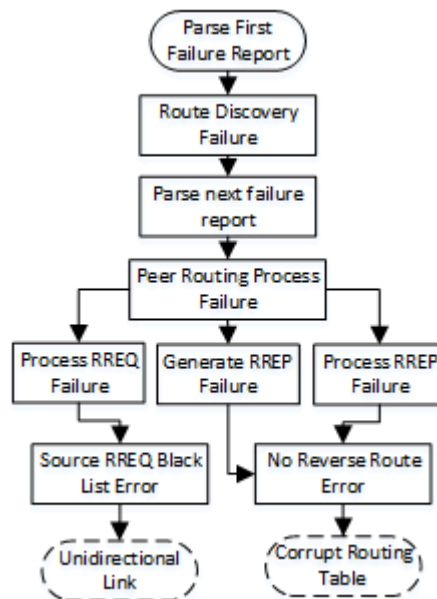 Parse First
Failure Report
Route Discovery
Failure
Parse next failure
report
Peer Routing Process
Failure
Process RREQ
Failure
Generate RREP
Failure
Process RREP
Failure
Source RREQ Black
List Error
No Reverse Route
Error
Unidirectional
Link
Corrupt Routing
Table